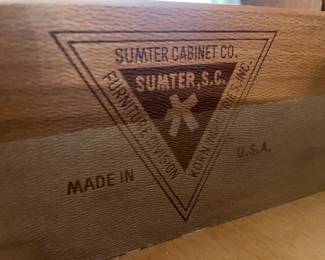 SUMTER CABINET CO.
SUMTER, S.C.
FURNITURE DIVISION
KORN INDUSTRIES, INC.
MADE IN
U.S.A.